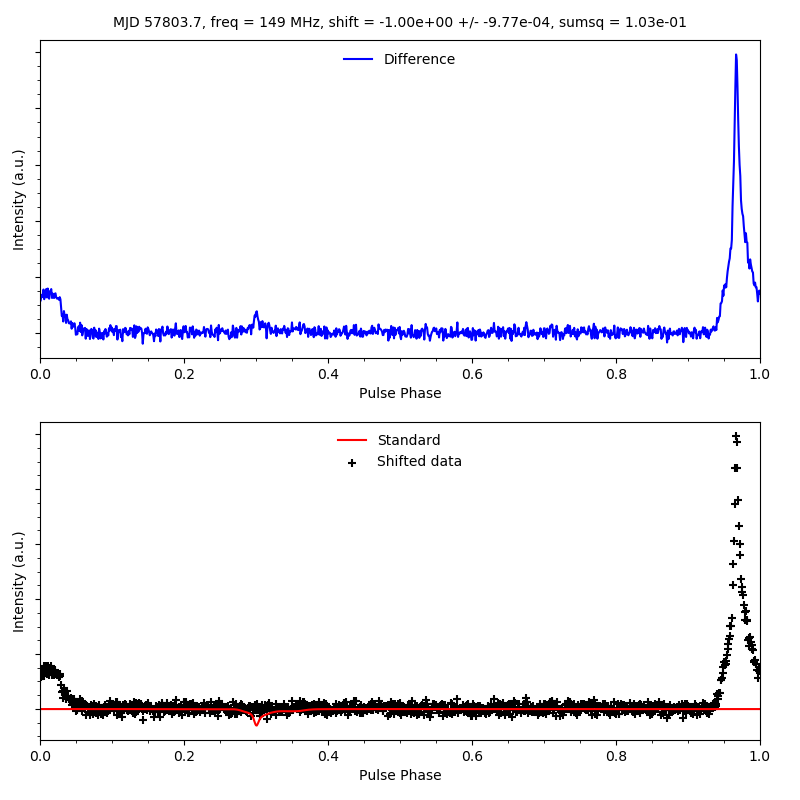 MJD 57803.7, freq = 149 MHz, shift = -1.00e+00 +/- -9.77e-04, sumsq = 1.03e-01
Difference
Intensity (a.u.)
0.0 0.2 0.4 0.6 0.8 1.0
Pulse Phase
Standard
Shifted data
Intensity (a.u.)
0.0 0.2 0.4 0.6 0.8 1.0
Pulse Phase